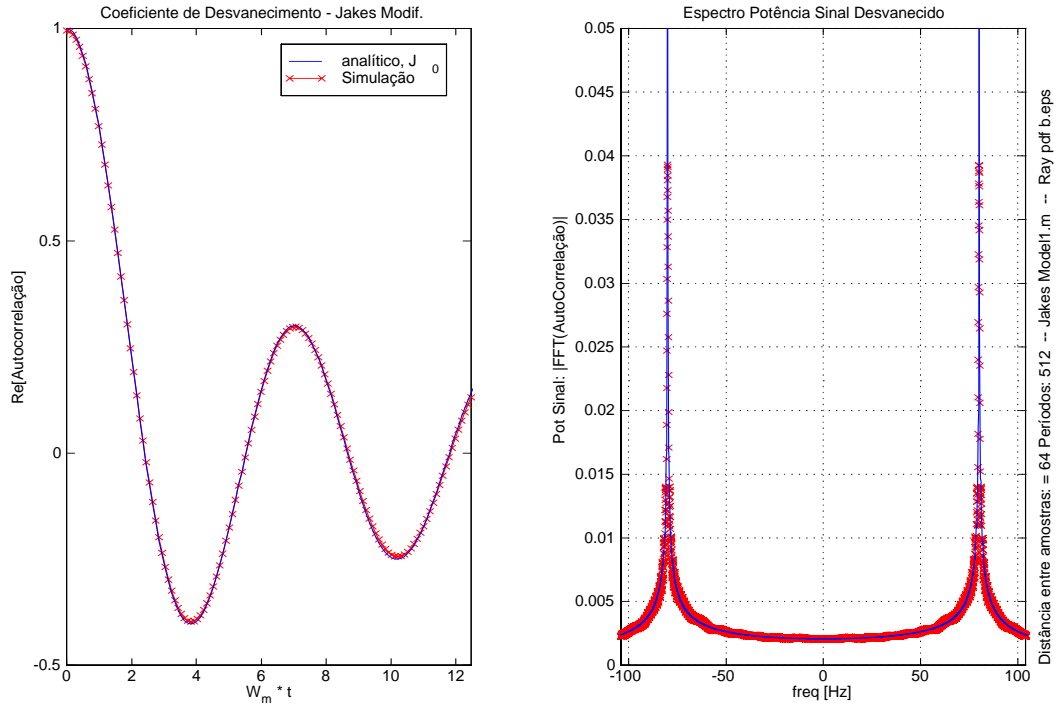 Coeficiente de Desvanecimento - Jakes Modif.
1
0.5
0
-0.5
Re[Autocorrelação]
analítico, J 0
Simulação
0 2 4 6 8 10 12
W_m * t
Espectro Potência Sinal Desvanecido
0.05
0.045
0.04
0.035
0.03
0.025
0.02
0.015
0.01
0.005
0
Pot Sinal: |FFT(AutoCorrelação)|
-100 -50 0 50 100
freq [Hz]
Distância entre amostras: = 64 Períodos: 512 -- Jakes Model1.m -- Ray pdf b.eps